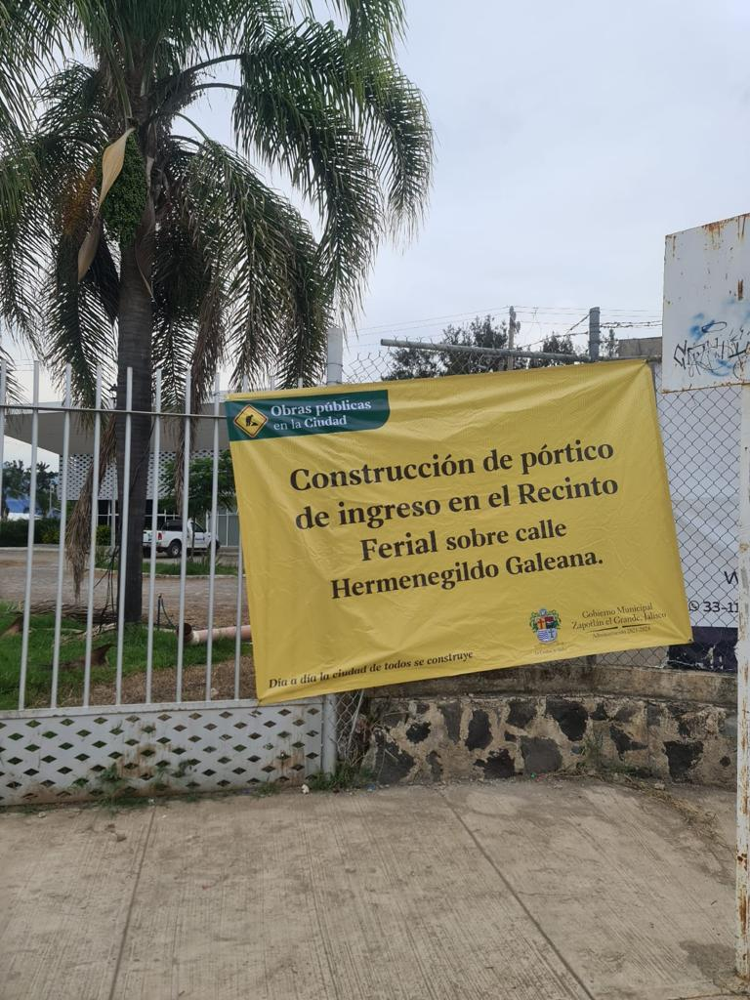 Obras públicas
en la Ciudad
Construcción de pórtico
de ingreso en el Recinto
Ferial sobre calle
Hermenegildo Galeana.
Gobierno Municipal
Zapotlán el Grande, Jalisco
Administración 2021-2024
Día a día la ciudad de todos se construye
33-11